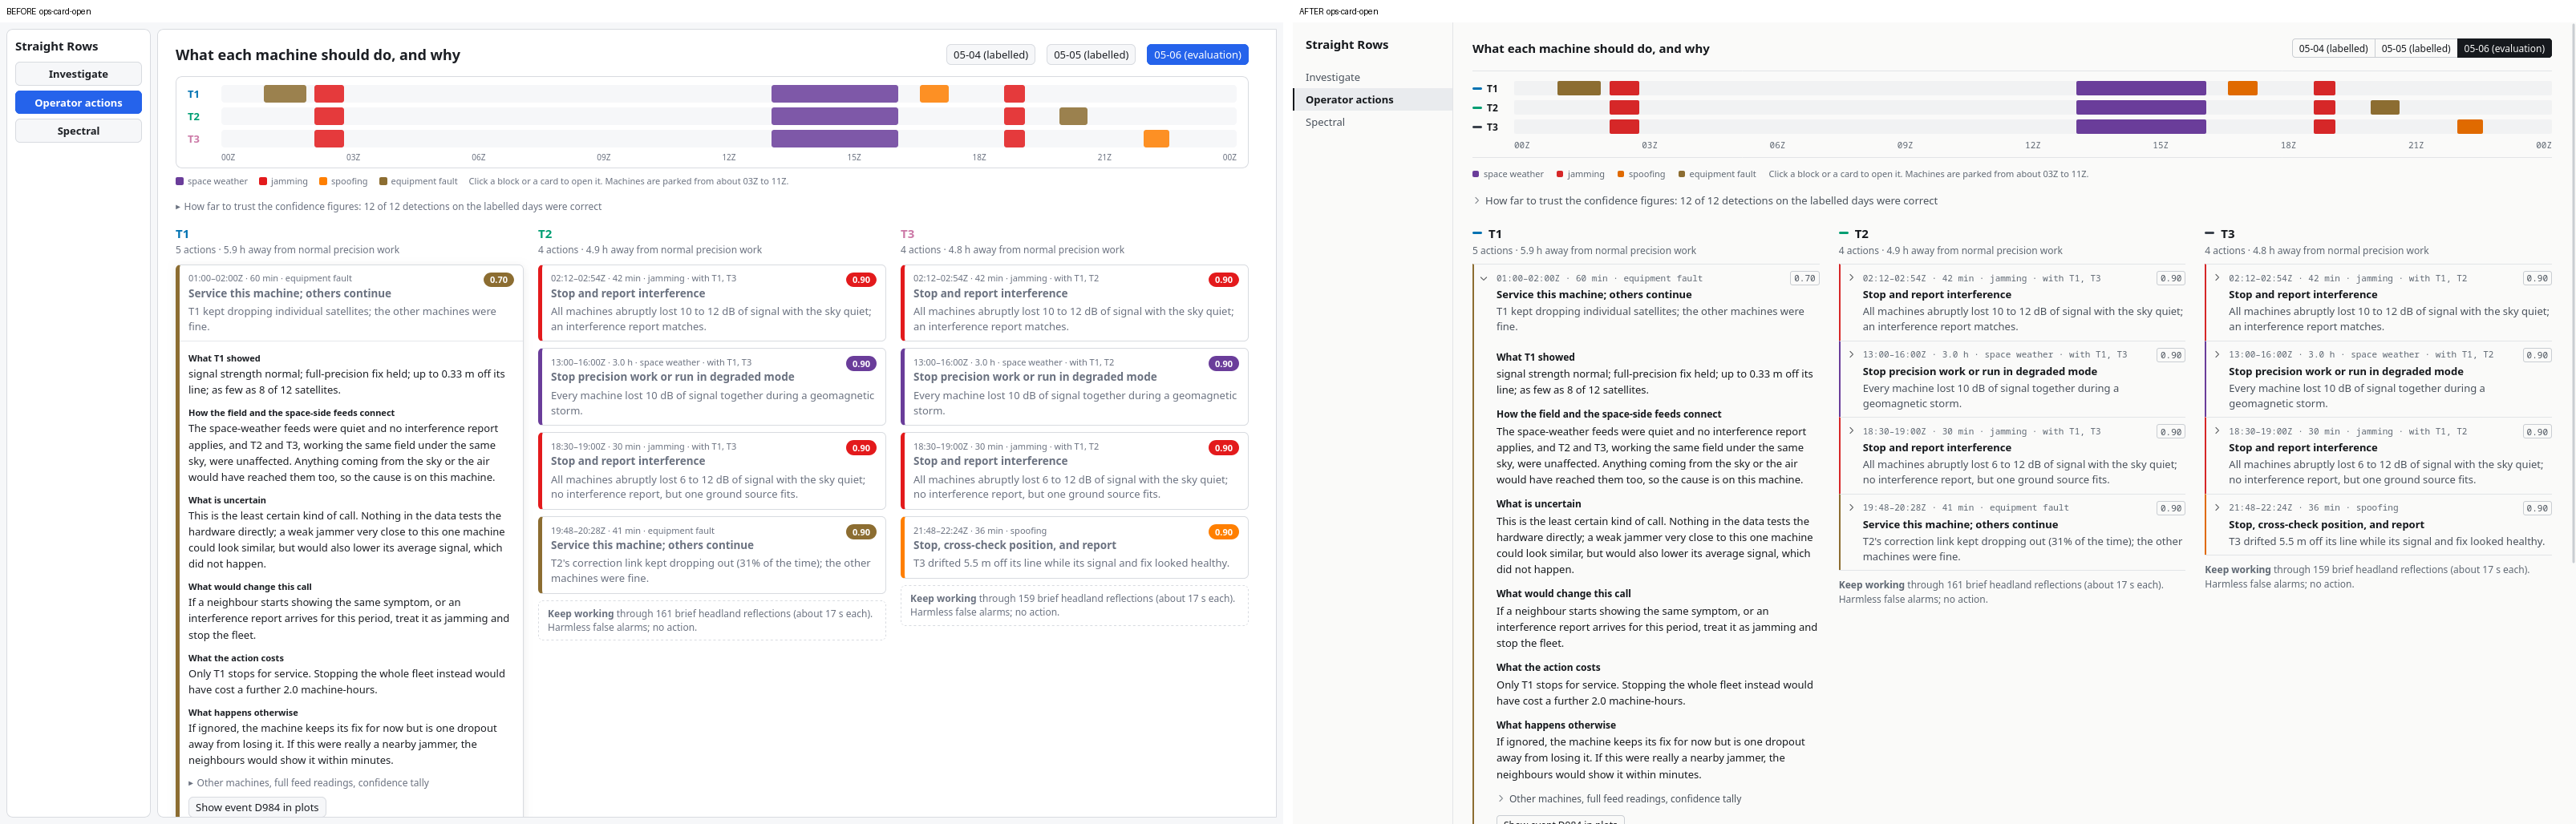 BEFORE ops-card-open
Straight Rows
Investigate
Operator actions
Spectral
What each machine should do, and why
05-04 (labelled)
05-05 (labelled)
05-06 (evaluation)
T1
T2
T3
00Z 03Z 06Z 09Z 12Z 15Z 18Z 21Z 00Z
space weather jamming spoofing equipment fault Click a block or a card to open it. Machines are parked from about 03Z to 11Z.
▸ How far to trust the confidence figures: 12 of 12 detections on the labelled days were correct
T1
5 actions · 5.9 h away from normal precision work
01:00–02:00Z · 60 min · equipment fault 0.70
Service this machine; others continue
T1 kept dropping individual satellites; the other machines were
fine.
What T1 showed
signal strength normal; full-precision fix held; up to 0.33 m off its
line; as few as 8 of 12 satellites.
How the field and the space-side feeds connect
The space-weather feeds were quiet and no interference report
applies, and T2 and T3, working the same field under the same
sky, were unaffected. Anything coming from the sky or the air
would have reached them too, so the cause is on this machine.
What is uncertain
This is the least certain kind of call. Nothing in the data tests the
hardware directly; a weak jammer very close to this one machine
could look similar, but would also lower its average signal, which
did not happen.
What would change this call
If a neighbour starts showing the same symptom, or an
interference report arrives for this period, treat it as jamming and
stop the fleet.
What the action costs
Only T1 stops for service. Stopping the whole fleet instead would
have cost a further 2.0 machine-hours.
What happens otherwise
If ignored, the machine keeps its fix for now but is one dropout
away from losing it. If this were really a nearby jammer, the
neighbours would show it within minutes.
▸ Other machines, full feed readings, confidence tally
Show event D984 in plots
T2
4 actions · 4.9 h away from normal precision work
02:12–02:54Z · 42 min · jamming · with T1, T3 0.90
Stop and report interference
All machines abruptly lost 10 to 12 dB of signal with the sky quiet;
an interference report matches.
13:00–16:00Z · 3.0 h · space weather · with T1, T3 0.90
Stop precision work or run in degraded mode
Every machine lost 10 dB of signal together during a geomagnetic
storm.
18:30–19:00Z · 30 min · jamming · with T1, T3 0.90
Stop and report interference
All machines abruptly lost 6 to 12 dB of signal with the sky quiet;
no interference report, but one ground source fits.
19:48–20:28Z · 41 min · equipment fault 0.90
Service this machine; others continue
T2's correction link kept dropping out (31% of the time); the other
machines were fine.
Keep working through 161 brief headland reflections (about 17 s each).
Harmless false alarms; no action.
T3
4 actions · 4.8 h away from normal precision work
02:12–02:54Z · 42 min · jamming · with T1, T2 0.90
Stop and report interference
All machines abruptly lost 10 to 12 dB of signal with the sky quiet;
an interference report matches.
13:00–16:00Z · 3.0 h · space weather · with T1, T2 0.90
Stop precision work or run in degraded mode
Every machine lost 10 dB of signal together during a geomagnetic
storm.
18:30–19:00Z · 30 min · jamming · with T1, T2 0.90
Stop and report interference
All machines abruptly lost 6 to 12 dB of signal with the sky quiet;
no interference report, but one ground source fits.
21:48–22:24Z · 36 min · spoofing 0.90
Stop, cross-check position, and report
T3 drifted 5.5 m off its line while its signal and fix looked healthy.
Keep working through 159 brief headland reflections (about 17 s each).
Harmless false alarms; no action.
AFTER ops-card-open
Straight Rows
Investigate
Operator actions
Spectral
What each machine should do, and why
05-04 (labelled)
05-05 (labelled)
05-06 (evaluation)
T1
T2
T3
00Z 03Z 06Z 09Z 12Z 15Z 18Z 21Z 00Z
space weather jamming spoofing equipment fault Click a block or a card to open it. Machines are parked from about 03Z to 11Z.
How far to trust the confidence figures: 12 of 12 detections on the labelled days were correct
T1
5 actions · 5.9 h away from normal precision work
01:00–02:00Z · 60 min · equipment fault 0.70
Service this machine; others continue
T1 kept dropping individual satellites; the other machines were
fine.
What T1 showed
signal strength normal; full-precision fix held; up to 0.33 m off its
line; as few as 8 of 12 satellites.
How the field and the space-side feeds connect
The space-weather feeds were quiet and no interference report
applies, and T2 and T3, working the same field under the same
sky, were unaffected. Anything coming from the sky or the air
would have reached them too, so the cause is on this machine.
What is uncertain
This is the least certain kind of call. Nothing in the data tests the
hardware directly; a weak jammer very close to this one machine
could look similar, but would also lower its average signal, which
did not happen.
What would change this call
If a neighbour starts showing the same symptom, or an
interference report arrives for this period, treat it as jamming and
stop the fleet.
What the action costs
Only T1 stops for service. Stopping the whole fleet instead would
have cost a further 2.0 machine-hours.
What happens otherwise
If ignored, the machine keeps its fix for now but is one dropout
away from losing it. If this were really a nearby jammer, the
neighbours would show it within minutes.
Other machines, full feed readings, confidence tally
Show event D984 in plots
T2
4 actions · 4.9 h away from normal precision work
02:12–02:54Z · 42 min · jamming · with T1, T3 0.90
Stop and report interference
All machines abruptly lost 10 to 12 dB of signal with the sky quiet;
an interference report matches.
13:00–16:00Z · 3.0 h · space weather · with T1, T3 0.90
Stop precision work or run in degraded mode
Every machine lost 10 dB of signal together during a
geomagnetic storm.
18:30–19:00Z · 30 min · jamming · with T1, T3 0.90
Stop and report interference
All machines abruptly lost 6 to 12 dB of signal with the sky quiet;
no interference report, but one ground source fits.
19:48–20:28Z · 41 min · equipment fault 0.90
Service this machine; others continue
T2's correction link kept dropping out (31% of the time); the other
machines were fine.
Keep working through 161 brief headland reflections (about 17 s each).
Harmless false alarms; no action.
T3
4 actions · 4.8 h away from normal precision work
02:12–02:54Z · 42 min · jamming · with T1, T2 0.90
Stop and report interference
All machines abruptly lost 10 to 12 dB of signal with the sky quiet;
an interference report matches.
13:00–16:00Z · 3.0 h · space weather · with T1, T2 0.90
Stop precision work or run in degraded mode
Every machine lost 10 dB of signal together during a
geomagnetic storm.
18:30–19:00Z · 30 min · jamming · with T1, T2 0.90
Stop and report interference
All machines abruptly lost 6 to 12 dB of signal with the sky quiet;
no interference report, but one ground source fits.
21:48–22:24Z · 36 min · spoofing 0.90
Stop, cross-check position, and report
T3 drifted 5.5 m off its line while its signal and fix looked healthy.
Keep working through 159 brief headland reflections (about 17 s each).
Harmless false alarms; no action.